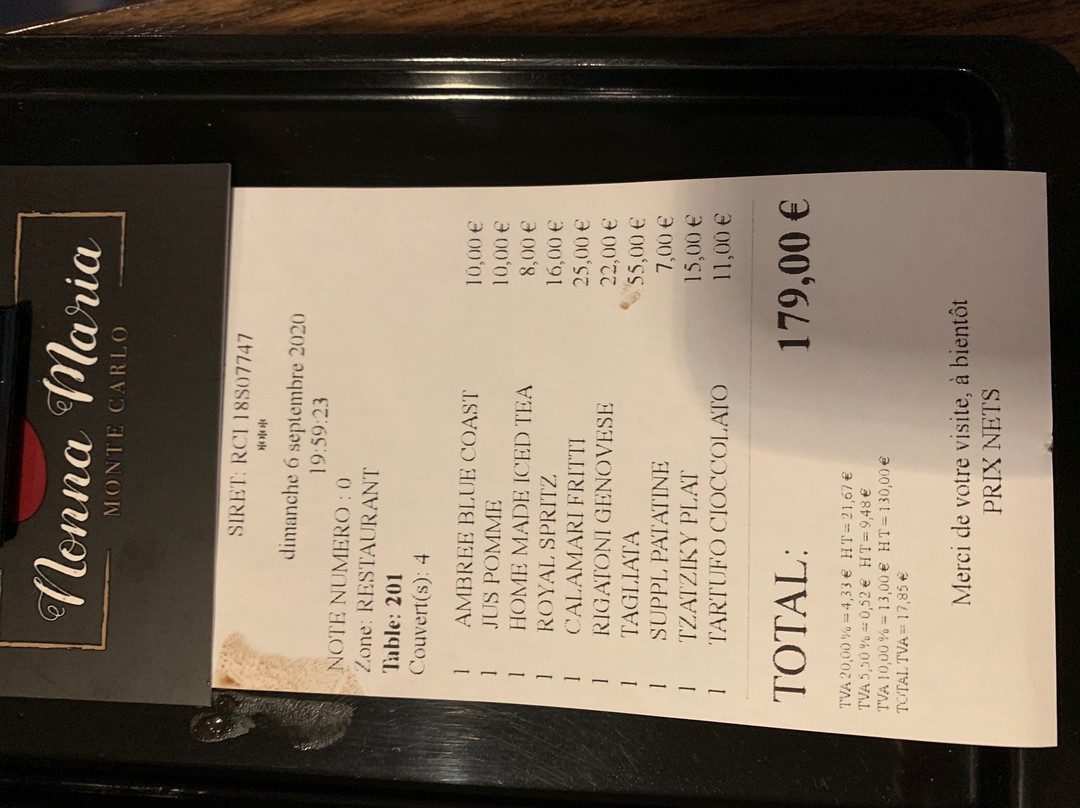 Nonna Maria
MONTE CARLO
SIRET: RCI 18S07747
***
dimanche 6 septembre 2020
19:59:23
NOTE NUMERO : 0
Zone: RESTAURANT
Table: 201
Couvert(s): 4
1 AMBREE BLUE COAST 10,00 €
1 JUS POMME 10,00 €
1 HOME MADE ICED TEA 8,00 €
1 ROYAL SPRITZ 16,00 €
1 CALAMARI FRITTI 25,00 €
1 RIGATONI GENOVESE 22,00 €
1 TAGLIATA 55,00 €
1 SUPPL PATATINE 7,00 €
1 TZATZIKY PLAT 15,00 €
1 TARTUFO CIOCCOLATO 11,00 €
TOTAL: 179,00 €
TVA 20,00 % = 4,33 € HT = 21,67 €
TVA 5,50 % = 0,52 € HT = 9,48 €
TVA 10,00 % = 13,00 € HT = 130,00 €
TOTAL TVA = 17,85 €
Merci de votre visite, à bientôt
PRIX NETS